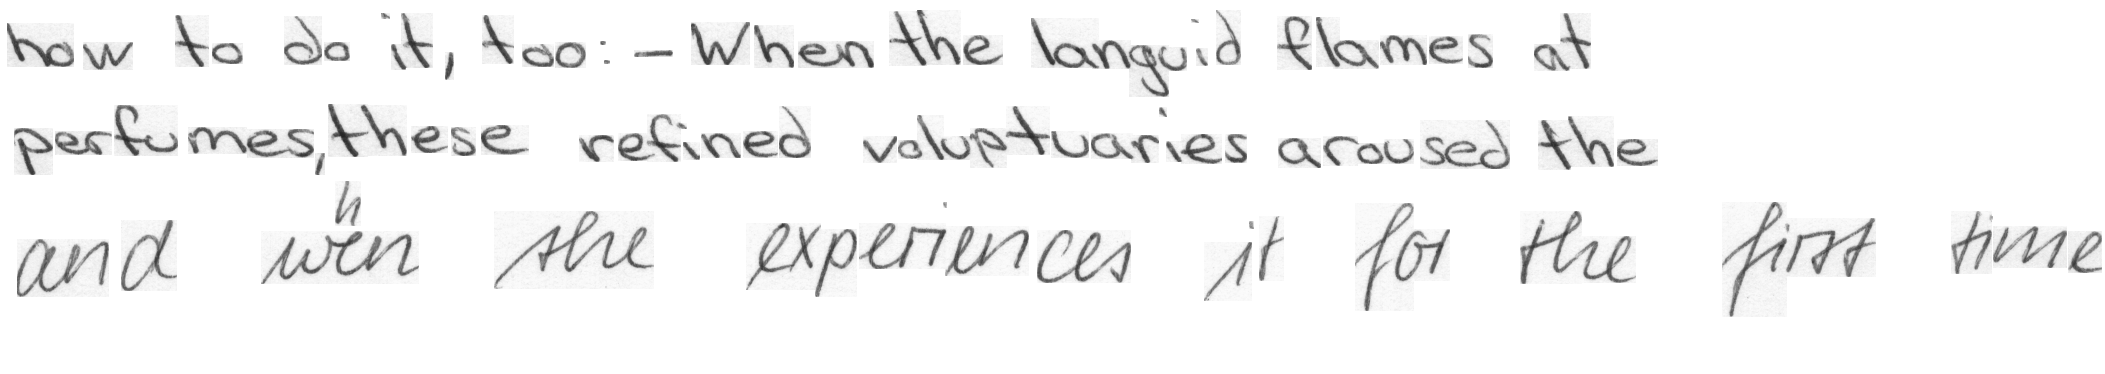 how to do it, too: - When the languid flames at
perfumes, these refined voluptuaries aroused the
and when she experiences it for the first time